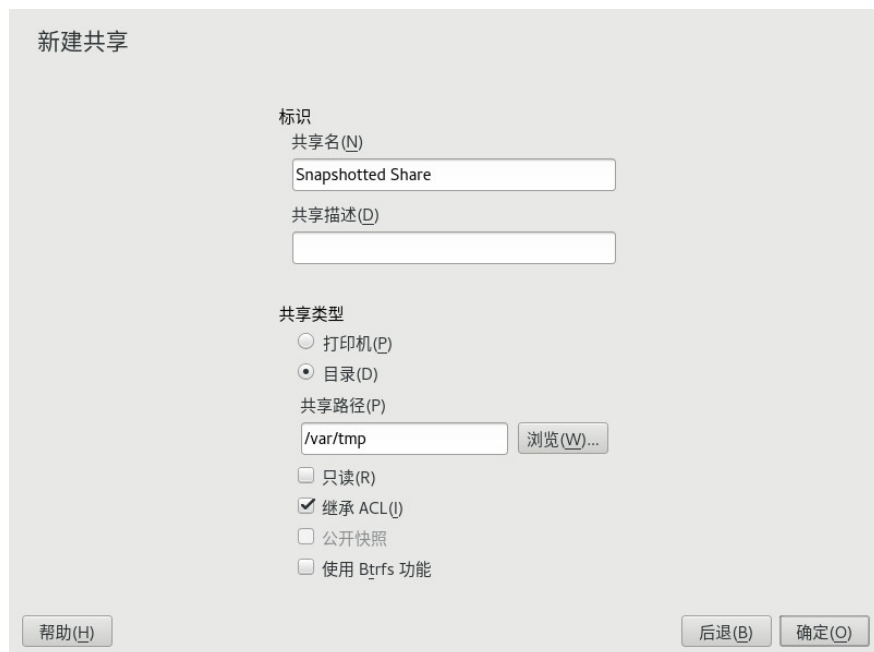 新建共享
标识
共享名(N)
Snapshotted Share
共享描述(D)
共享类型
打印机(P)
目录(D)
共享路径(P)
/var/tmp
浏览(W)...
只读(R)
继承 ACL(I)
公开快照
使用 Btrfs 功能
帮助(H)
后退(B)
确定(O)